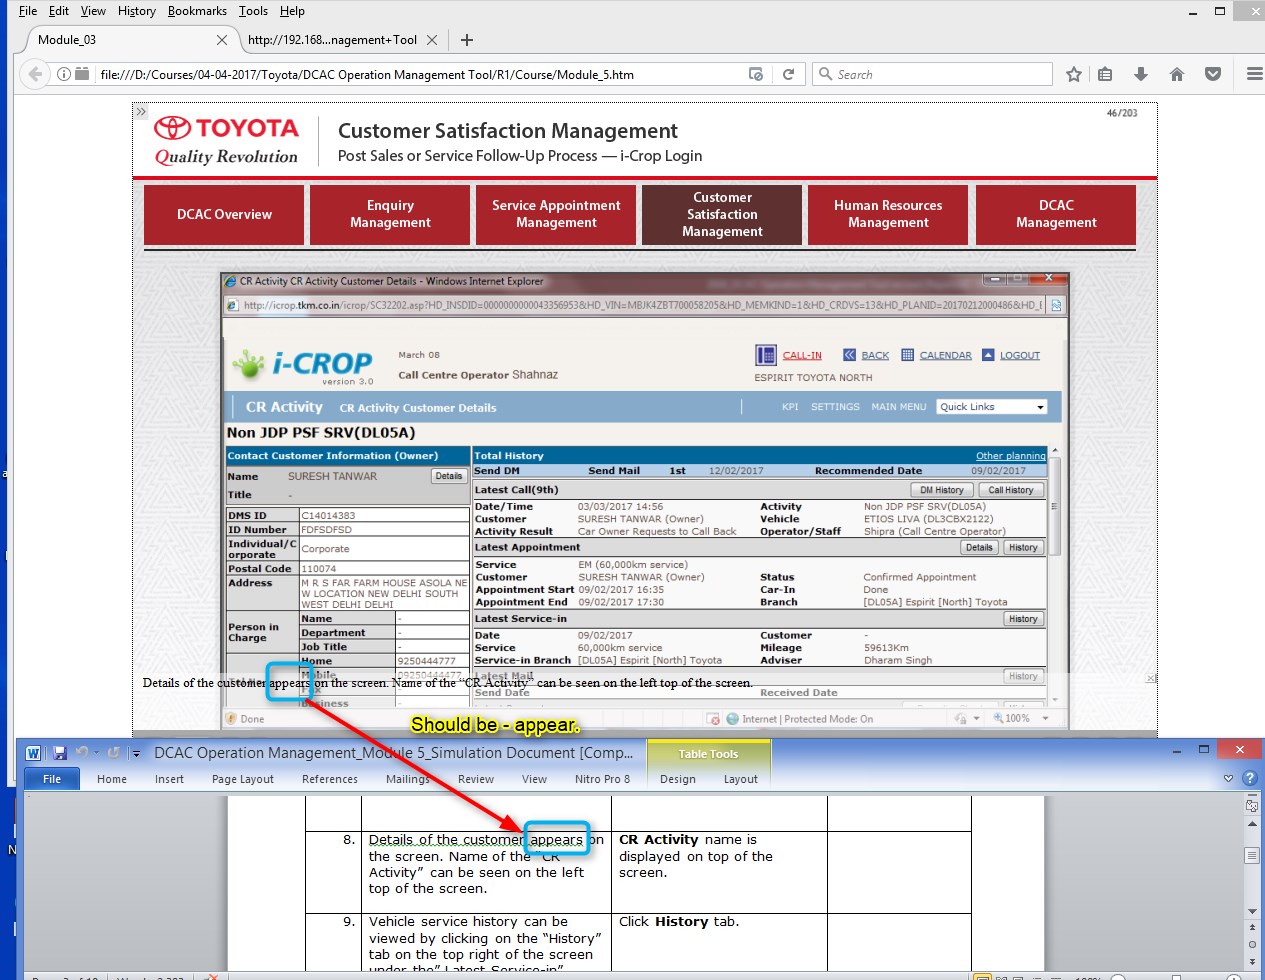 File Edit View History Bookmarks Tools Help
Module_03
http://192.168...nagement+Tool
file:///D:/Courses/04-04-2017/Toyota/DCAC Operation Management Tool/R1/Course/Module_5.htm
Search
46/203
TOYOTA
Quality Revolution
Customer Satisfaction Management
Post Sales or Service Follow-Up Process — i-Crop Login
DCAC Overview
Enquiry
Management
Service Appointment
Management
Customer
Satisfaction
Management
Human Resources
Management
DCAC
Management
CR Activity CR Activity Customer Details - Windows Internet Explorer
http://icrop.tkm.co.in/icrop/SC32202.asp?HD_INSDID=0000000000043356953&HD_VIN=MBJK4ZBT700058205&HD_MEMKIND=1&HD_CRDVS=13&HD_PLANID=20170212000486&HD_
i-CROP
version 3.0
March 08
Call Centre Operator Shahnaz
CALL-IN BACK CALENDAR LOGOUT
ESPIRIT TOYOTA NORTH
CR Activity CR Activity Customer Details
KPI SETTINGS MAIN MENU Quick Links
Non JDP PSF SRV(DL05A)
Contact Customer Information (Owner)
Name SURESH TANWAR Details
Title -
DMS ID C14014383
ID Number FDFSDFSD
Individual/C
orporate Corporate
Postal Code 110074
Address M R S FAR FARM HOUSE ASOLA NE
W LOCATION NEW DELHI SOUTH
WEST DELHI DELHI
Person in
Charge
Name -
Department -
Job Title -
Home 9250444777
Mobile 09250444477
Fax
Business
Total History Other planning
Send DM Send Mail 1st 12/02/2017 Recommended Date 09/02/2017
Latest Call(9th) DM History Call History
Date/Time 03/03/2017 14:56 Activity Non JDP PSF SRV(DL05A)
Customer SURESH TANWAR (Owner) Vehicle ETIOS LIVA (DL3CBX2122)
Activity Result Car Owner Requests to Call Back Operator/Staff Shipra (Call Centre Operator)
Latest Appointment Details History
Service EM (60,000km service)
Customer SURESH TANWAR (Owner) Status Confirmed Appointment
Appointment Start 09/02/2017 16:35 Car-In Done
Appointment End 09/02/2017 17:30 Branch [DL05A] Espirit [North] Toyota
Latest Service-in History
Date 09/02/2017 Customer -
Service 60,000km service Mileage 59613Km
Service-in Branch [DL05A] Espirit [North] Toyota Adviser Dharam Singh
Latest Mail History
Send Date Received Date
Details of the customer appears on the screen. Name of the “CR Activity” can be seen on the left top of the screen.
Done Internet | Protected Mode: On 100%
Should be - appear.
DCAC Operation Management_Module 5_Simulation Document [Comp...
Table Tools
File Home Insert Page Layout References Mailings Review View Nitro Pro 8 Design Layout
8. Details of the customer appears on
the screen. Name of the “CR
Activity” can be seen on the left
top of the screen.
CR Activity name is
displayed on top of the
screen.
9. Vehicle service history can be
viewed by clicking on the “History”
tab on the top right of the screen
under the” Latest Service-in”
Click History tab.